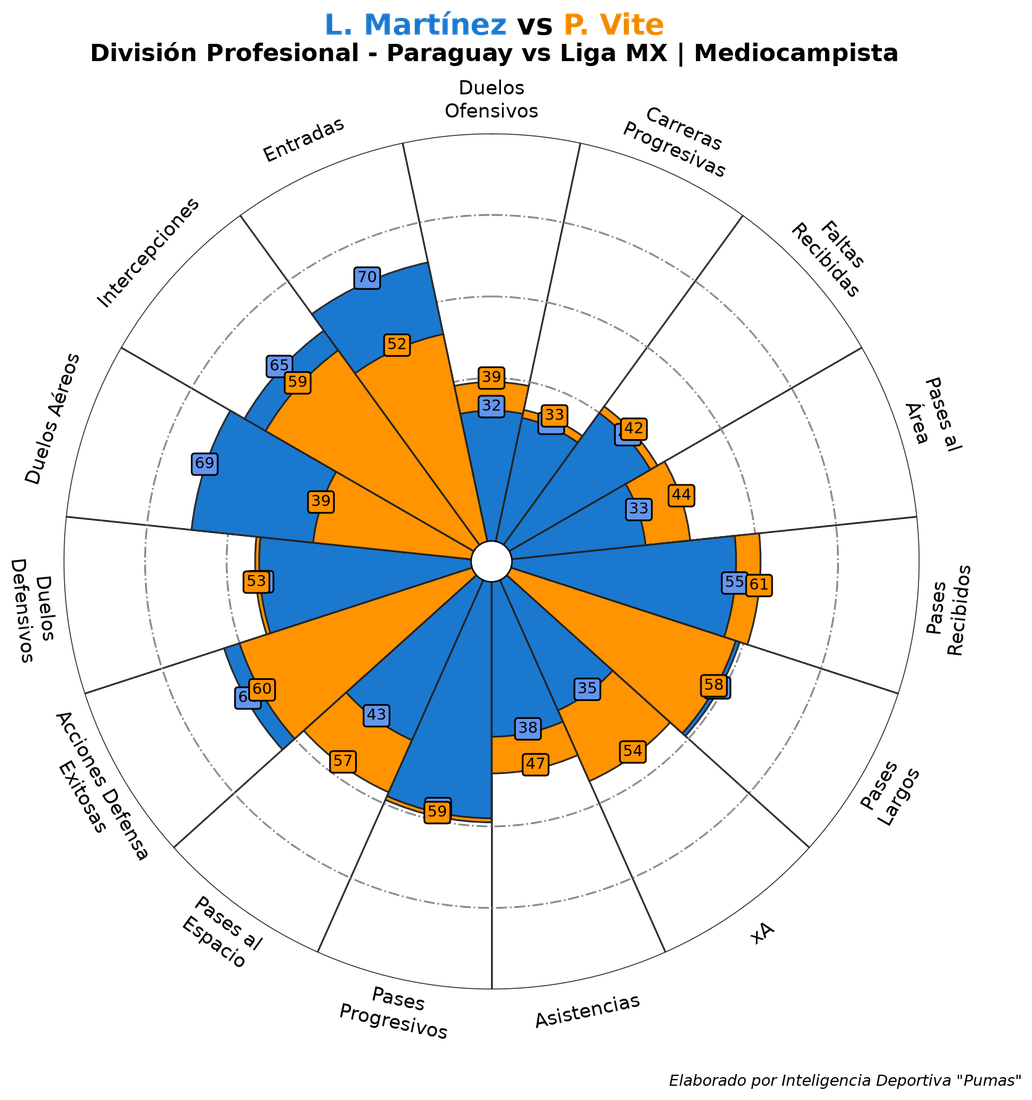 L. Martínez vs P. Vite
División Profesional - Paraguay vs Liga MX | Mediocampista
Duelos
Ofensivos
Carreras
Progresivas
Faltas
Recibidas
Pases al
Área
Pases
Recibidos
Pases
Largos
xA
Asistencias
Pases
Progresivos
Pases al
Espacio
Acciones Defensa
Exitosas
Duelos
Defensivos
Duelos Aéreos
Intercepciones
Entradas
39
32
33
42
44
33
55
61
58
35
54
38
47
59
43
57
60
53
69
39
65
59
70
52
Elaborado por Inteligencia Deportiva "Pumas"